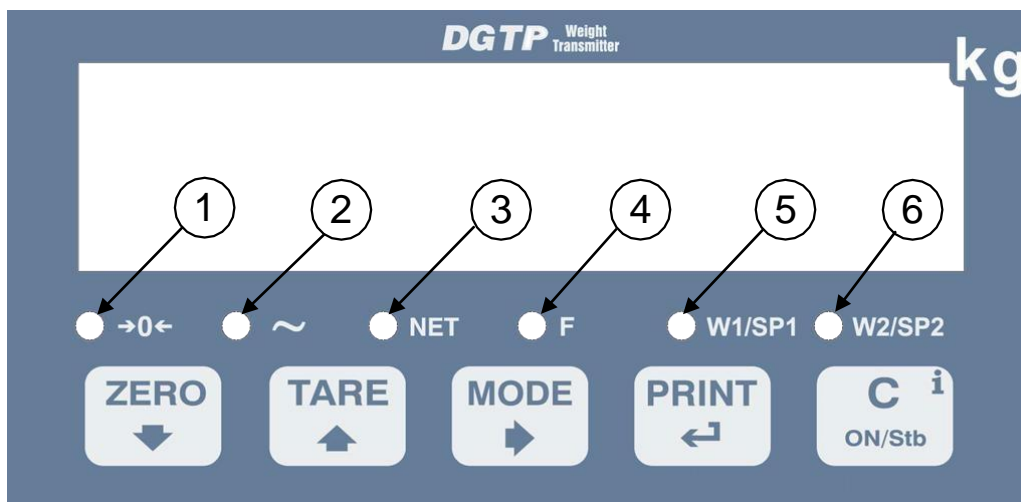 DGTP Weight Transmitter
kg
1 2 3 4 5 6
→0← ~ NET F W1/SP1 W2/SP2
ZERO TARE MODE PRINT C i
ON/Stb